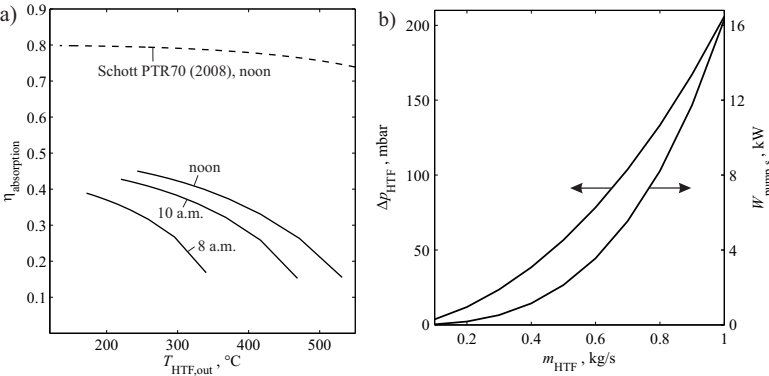 a)
0.9
0.8
0.7
0.6
0.5
0.4
0.3
0.2
0.1
η_absorption
Schott PTR70 (2008), noon
noon
10 a.m.
8 a.m.
200 300 400 500
T_HTF,out , °C
b)
200
150
100
50
0
Δp_HTF , mbar
16
12
8
4
0
W_pump,s , kW
0.2 0.4 0.6 0.8 1
m_HTF , kg/s